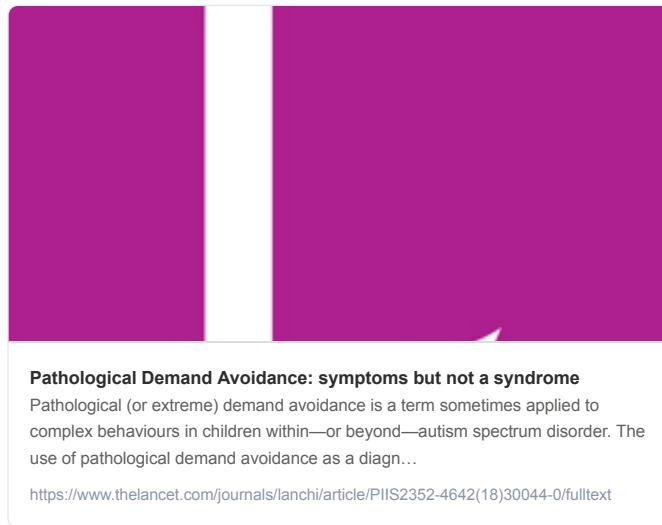 Pathological Demand Avoidance: symptoms but not a syndrome
Pathological (or extreme) demand avoidance is a term sometimes applied to
complex behaviours in children within—or beyond—autism spectrum disorder. The
use of pathological demand avoidance as a diagn…
https://www.thelancet.com/journals/lanchi/article/PIIS2352-4642(18)30044-0/fulltext